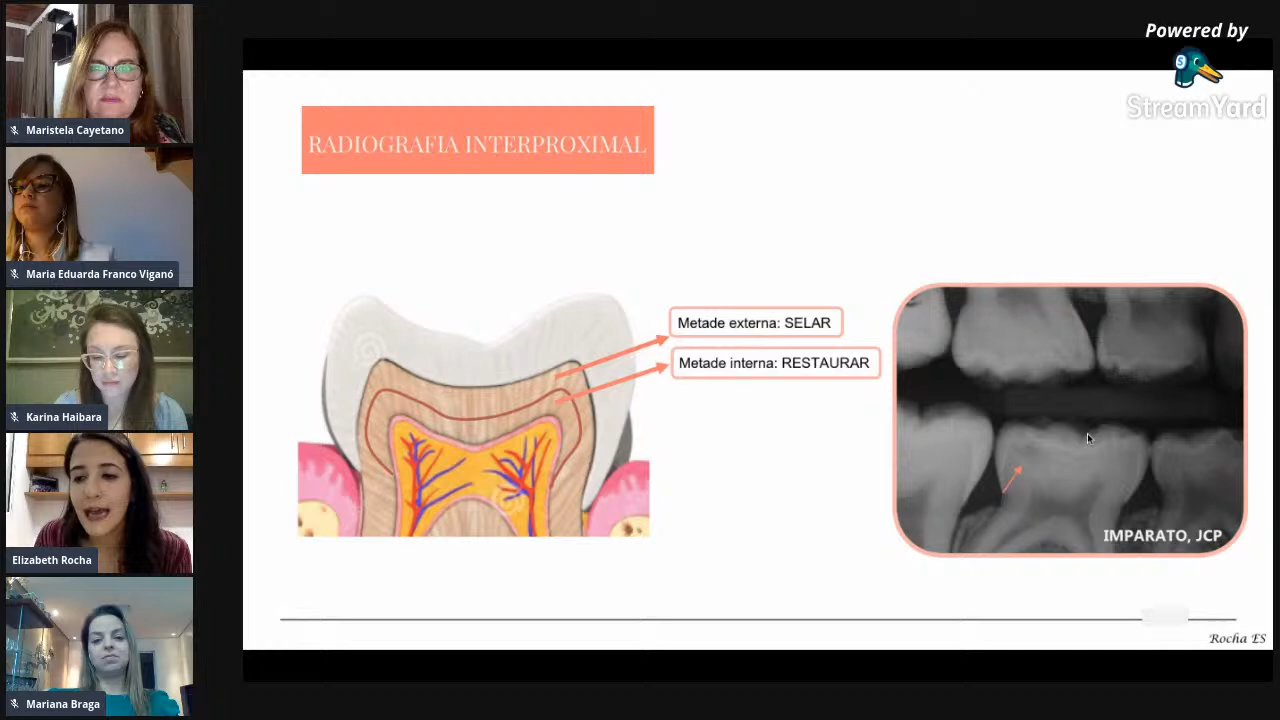 Powered by
S
StreamYard
Maristela Cayetano
Maria Eduarda Franco Viganó
Karina Haibara
Elizabeth Rocha
Mariana Braga
RADIOGRAFIA INTERPROXIMAL
Metade externa: SELAR
Metade interna: RESTAURAR
IMPARATO, JCP
Rocha ES